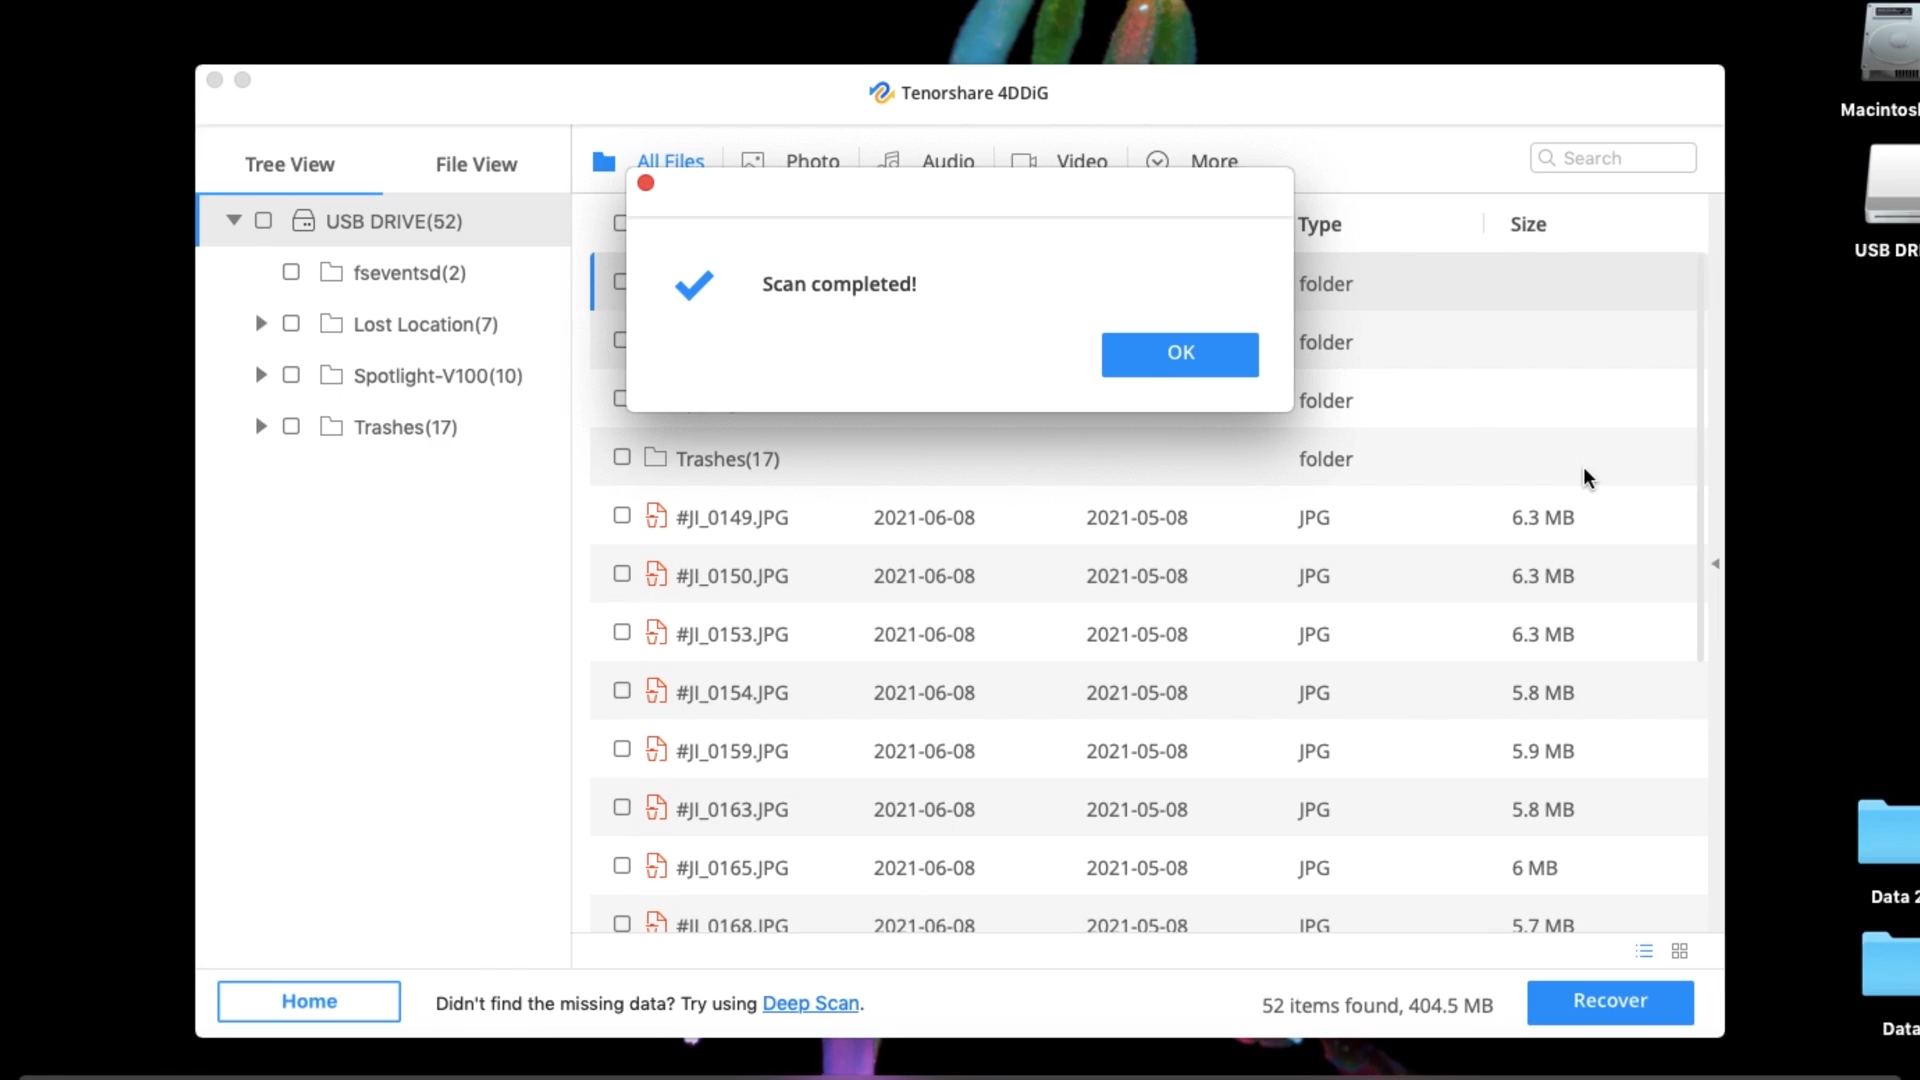 Tenorshare 4DDiG
Tree View File View
All Files Photo Audio Video More
Search
USB DRIVE(52)
fseventsd(2)
Lost Location(7)
Spotlight-V100(10)
Trashes(17)
Type Size
Scan completed!
OK
folder
folder
folder
Trashes(17) folder
#JI_0149.JPG 2021-06-08 2021-05-08 JPG 6.3 MB
#JI_0150.JPG 2021-06-08 2021-05-08 JPG 6.3 MB
#JI_0153.JPG 2021-06-08 2021-05-08 JPG 6.3 MB
#JI_0154.JPG 2021-06-08 2021-05-08 JPG 5.8 MB
#JI_0159.JPG 2021-06-08 2021-05-08 JPG 5.9 MB
#JI_0163.JPG 2021-06-08 2021-05-08 JPG 5.8 MB
#JI_0165.JPG 2021-06-08 2021-05-08 JPG 6 MB
#JI_0168.JPG 2021-06-08 2021-05-08 JPG 5.7 MB
Home
Didn't find the missing data? Try using Deep Scan.
52 items found, 404.5 MB
Recover
Macintosh
USB DRI
Data 2
Data